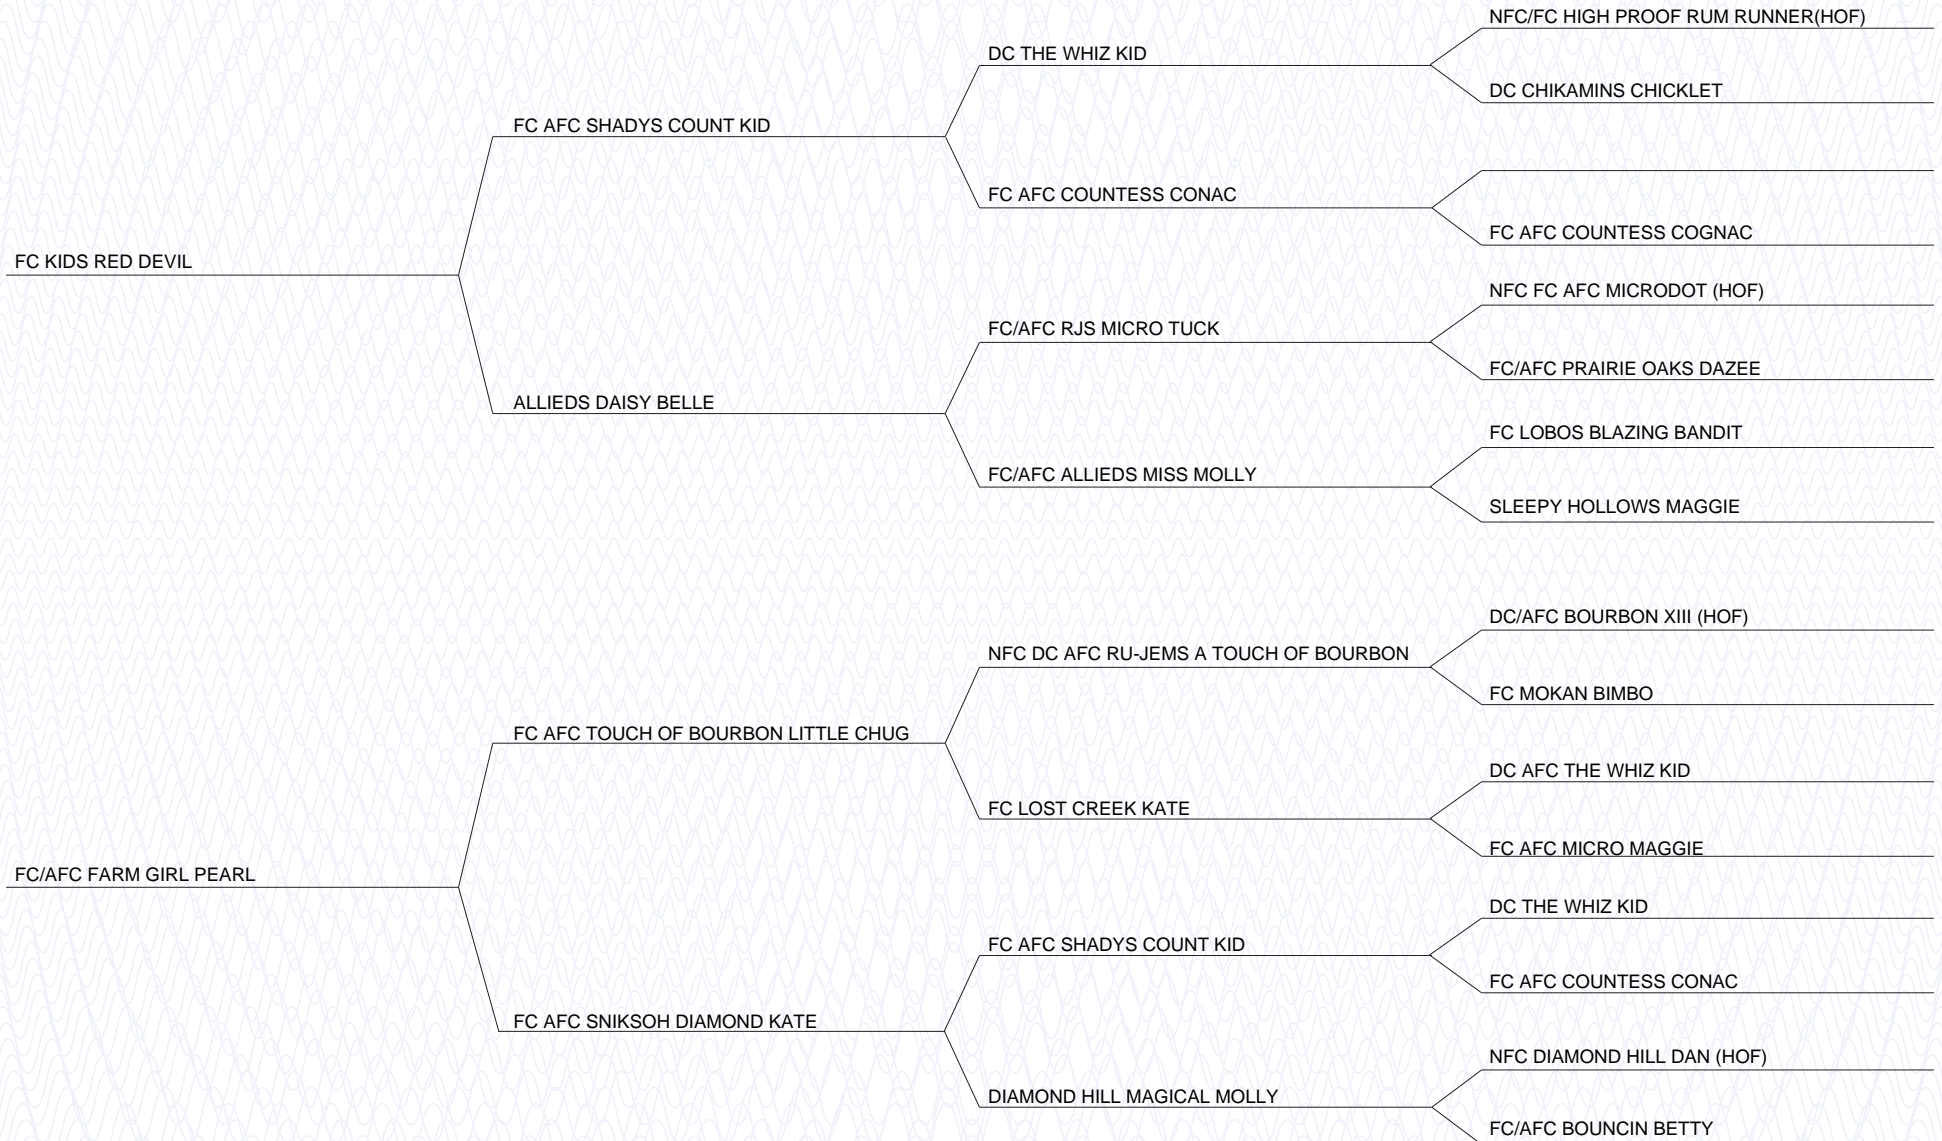 NFC/FC HIGH PROOF RUM RUNNER(HOF)
DC THE WHIZ KID
DC CHIKAMINS CHICKLET
FC AFC SHADYS COUNT KID
FC AFC COUNTESS CONAC
FC AFC COUNTESS COGNAC
FC KIDS RED DEVIL
NFC FC AFC MICRODOT (HOF)
FC/AFC RJS MICRO TUCK
FC/AFC PRAIRIE OAKS DAZEE
ALLIEDS DAISY BELLE
FC LOBOS BLAZING BANDIT
FC/AFC ALLIEDS MISS MOLLY
SLEEPY HOLLOWS MAGGIE
DC/AFC BOURBON XIII (HOF)
NFC DC AFC RU-JEMS A TOUCH OF BOURBON
FC MOKAN BIMBO
FC AFC TOUCH OF BOURBON LITTLE CHUG
DC AFC THE WHIZ KID
FC LOST CREEK KATE
FC AFC MICRO MAGGIE
FC/AFC FARM GIRL PEARL
DC THE WHIZ KID
FC AFC SHADYS COUNT KID
FC AFC COUNTESS CONAC
FC AFC SNIKSOH DIAMOND KATE
NFC DIAMOND HILL DAN (HOF)
DIAMOND HILL MAGICAL MOLLY
FC/AFC BOUNCIN BETTY